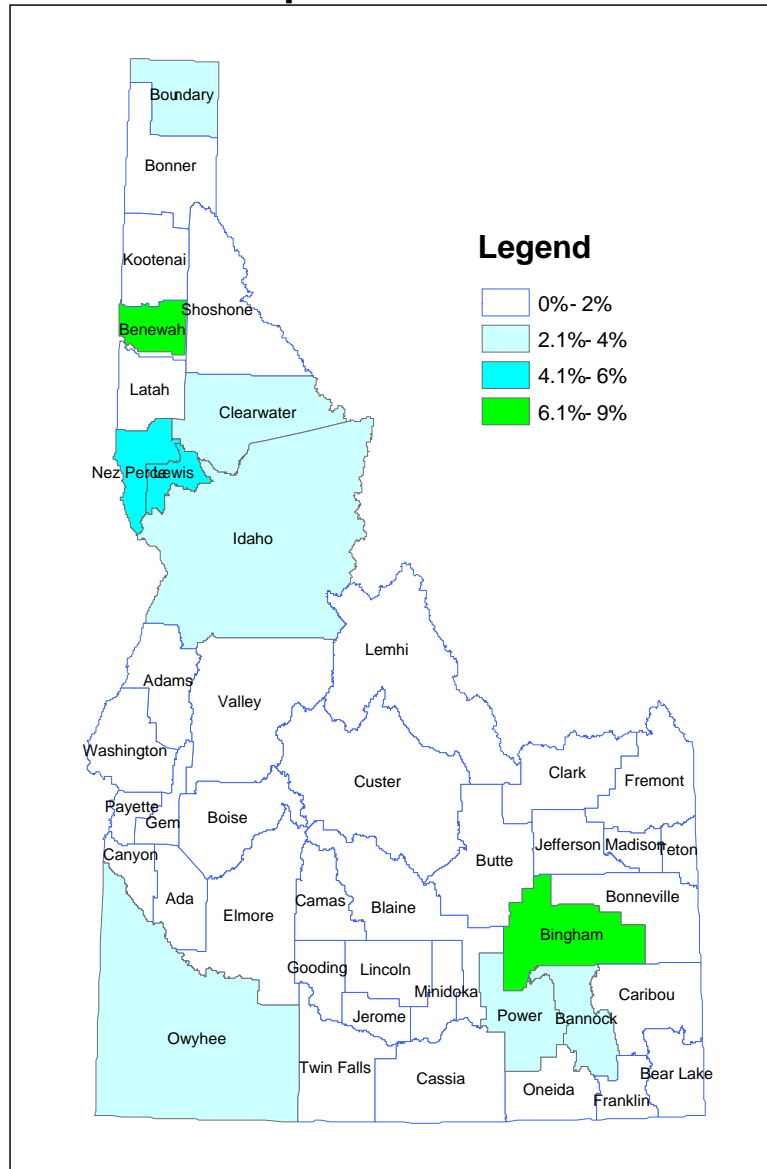 Boundary
Bonner
Kootenai
Legend
0%- 2%
2.1%- 4%
4.1%- 6%
6.1%- 9%
Shoshone
Benewah
Latah
Clearwater
Nez Perce
Lewis
Idaho
Lemhi
Adams
Valley
Washington
Custer
Clark
Fremont
Payette
Gem
Boise
Butte
Jefferson
Madison
Teton
Canyon
Ada
Elmore
Camas
Blaine
Bonneville
Bingham
Gooding
Lincoln
Minidoka
Caribou
Jerome
Power
Bannock
Owyhee
Twin Falls
Cassia
Oneida
Franklin
Bear Lake